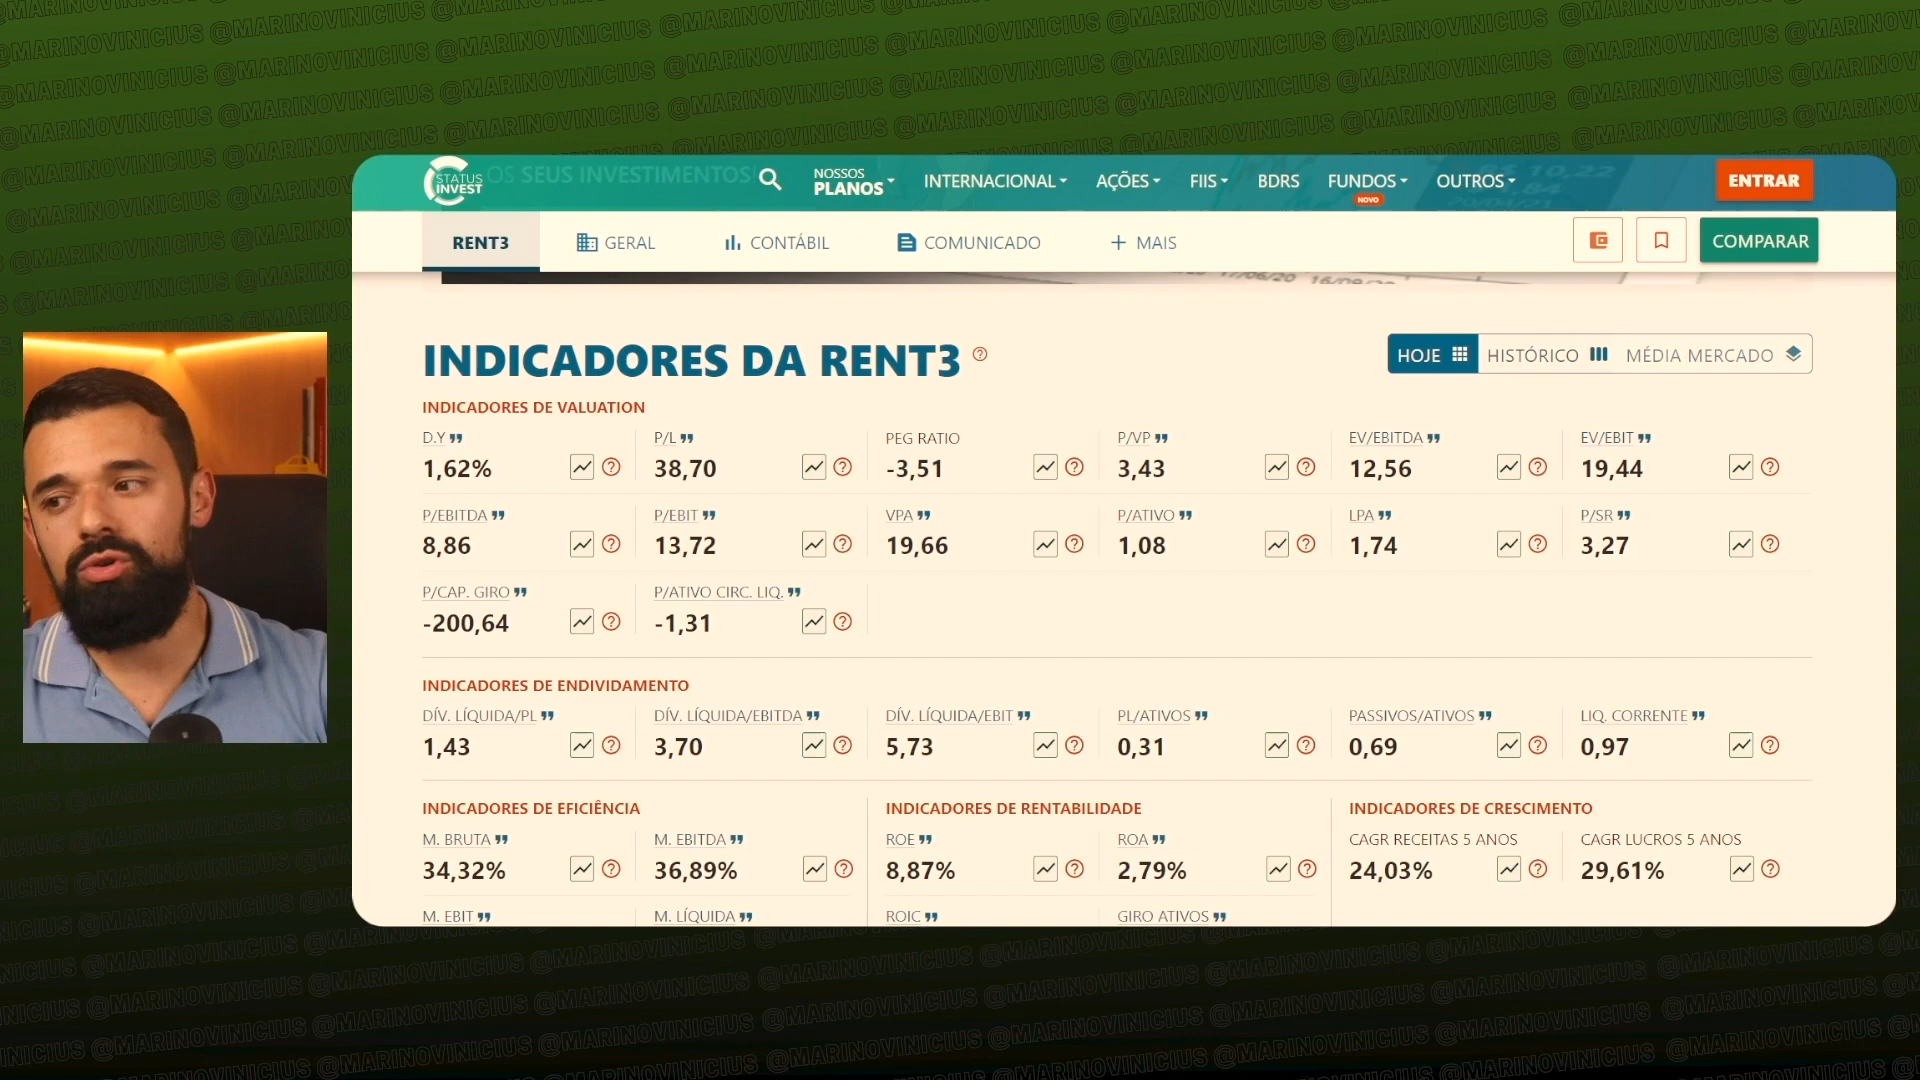 @MARINOVINICIUS
STATUS INVEST
OS SEUS INVESTIMENTOS!
NOSSOS PLANOS
INTERNACIONAL
AÇÕES
FIIS
BDRS
FUNDOS
NOVO
OUTROS
ENTRAR
RENT3
GERAL
CONTÁBIL
COMUNICADO
+ MAIS
COMPARAR
17/06/20
INDICADORES DA RENT3
HOJE
HISTÓRICO
MÉDIA MERCADO
INDICADORES DE VALUATION
D.Y P/L PEG RATIO P/VP EV/EBITDA EV/EBIT
1,62% 38,70 -3,51 3,43 12,56 19,44
P/EBITDA P/EBIT VPA P/ATIVO LPA P/SR
8,86 13,72 19,66 1,08 1,74 3,27
P/CAP. GIRO P/ATIVO CIRC. LIQ.
-200,64 -1,31
INDICADORES DE ENDIVIDAMENTO
DÍV. LÍQUIDA/PL DÍV. LÍQUIDA/EBITDA DÍV. LÍQUIDA/EBIT PL/ATIVOS PASSIVOS/ATIVOS LIQ. CORRENTE
1,43 3,70 5,73 0,31 0,69 0,97
INDICADORES DE EFICIÊNCIA INDICADORES DE RENTABILIDADE INDICADORES DE CRESCIMENTO
M. BRUTA M. EBITDA ROE ROA CAGR RECEITAS 5 ANOS CAGR LUCROS 5 ANOS
34,32% 36,89% 8,87% 2,79% 24,03% 29,61%
M. EBIT M. LÍQUIDA ROIC GIRO ATIVOS